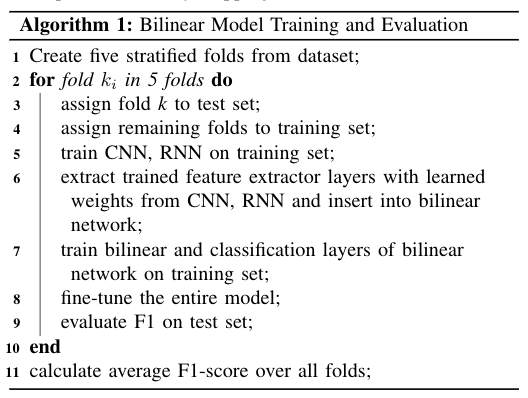 Algorithm 1: Bilinear Model Training and Evaluation
1 Create five stratified folds from dataset;
2 for fold k_i in 5 folds do
3 assign fold k to test set;
4 assign remaining folds to training set;
5 train CNN, RNN on training set;
6 extract trained feature extractor layers with learned
weights from CNN, RNN and insert into bilinear
network;
7 train bilinear and classification layers of bilinear
network on training set;
8 fine-tune the entire model;
9 evaluate F1 on test set;
10 end
11 calculate average F1-score over all folds;